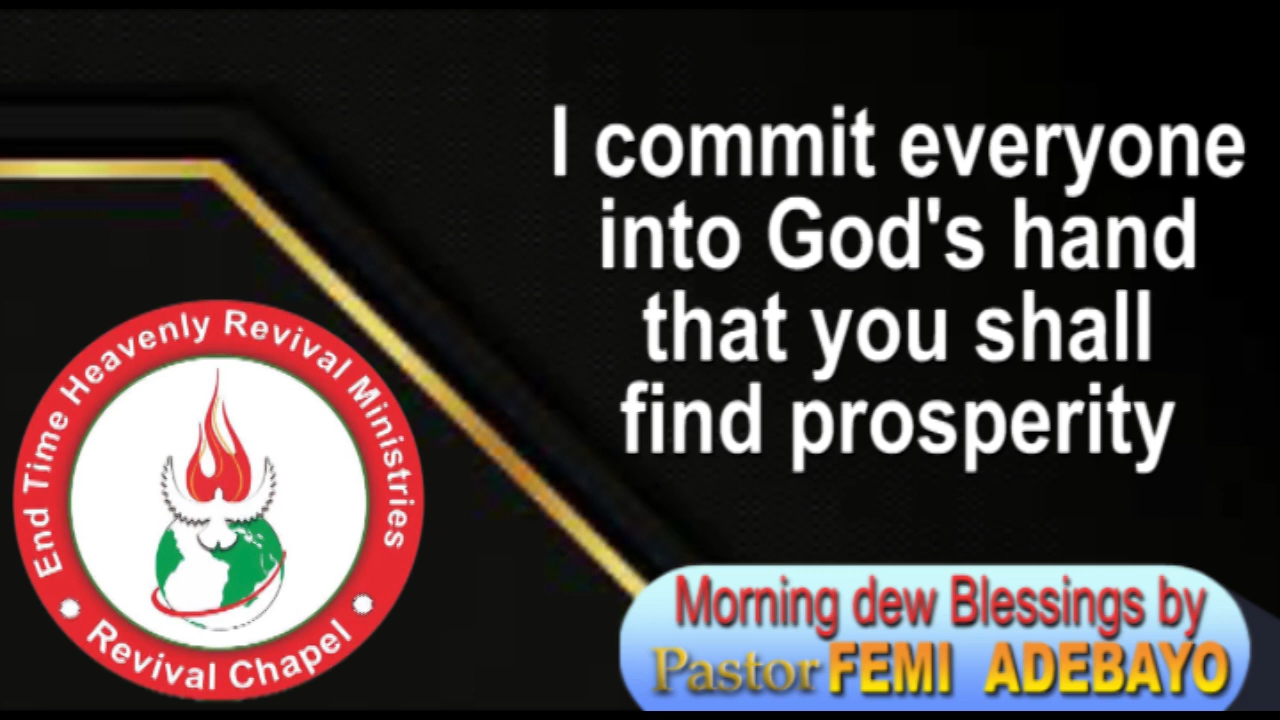 I commit everyone
into God's hand
that you shall
find prosperity
End Time Heavenly Revival Ministries
Revival Chapel
Morning dew Blessings by
Pastor FEMI ADEBAYO